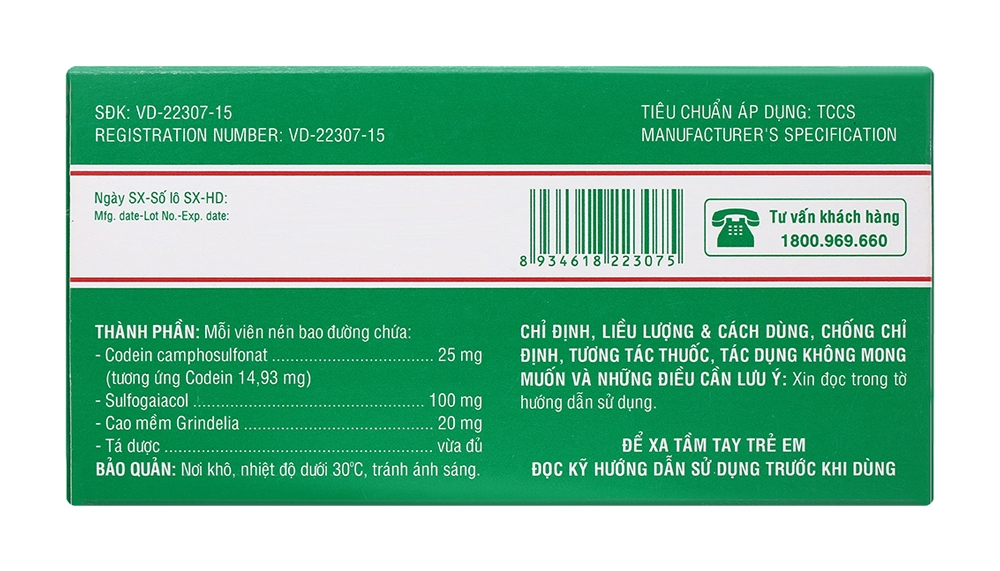 SĐK: VD-22307-15
REGISTRATION NUMBER: VD-22307-15
TIÊU CHUẨN ÁP DỤNG: TCCS
MANUFACTURER'S SPECIFICATION
Ngày SX-Số lô SX-HD:
Mfg. date-Lot No.-Exp. date:
8 934618 223075
Tư vấn khách hàng
1800.969.660
THÀNH PHẦN: Mỗi viên nén bao đường chứa:
- Codein camphosulfonat ................................. 25 mg
(tương ứng Codein 14,93 mg)
- Sulfogaiacol ................................................ 100 mg
- Cao mềm Grindelia ....................................... 20 mg
- Tá dược ....................................................... vừa đủ
BẢO QUẢN: Nơi khô, nhiệt độ dưới 30°C, tránh ánh sáng.
CHỈ ĐỊNH, LIỀU LƯỢNG & CÁCH DÙNG, CHỐNG CHỈ
ĐỊNH, TƯƠNG TÁC THUỐC, TÁC DỤNG KHÔNG MONG
MUỐN VÀ NHỮNG ĐIỀU CẦN LƯU Ý: Xin đọc trong tờ
hướng dẫn sử dụng.
ĐỂ XA TẦM TAY TRẺ EM
ĐỌC KỸ HƯỚNG DẪN SỬ DỤNG TRƯỚC KHI DÙNG